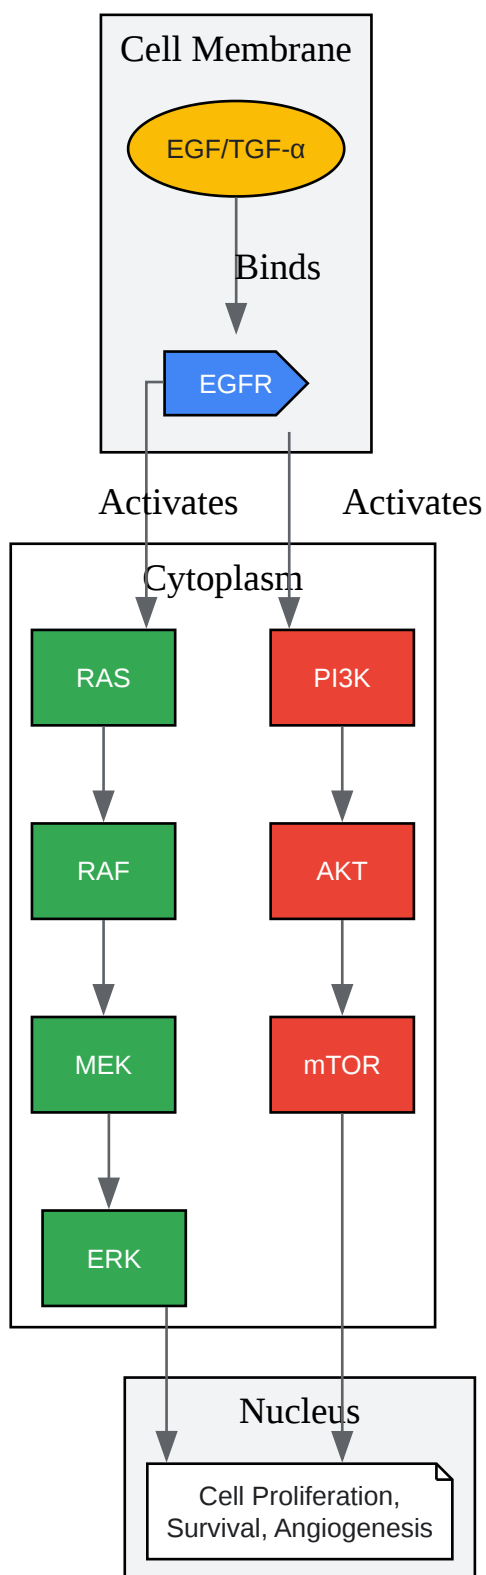 Cell Membrane
EGF/TGF-α
Binds
EGFR
Activates
Activates
Cytoplasm
RAS
PI3K
RAF
AKT
MEK
mTOR
ERK
Nucleus
Cell Proliferation,
Survival, Angiogenesis